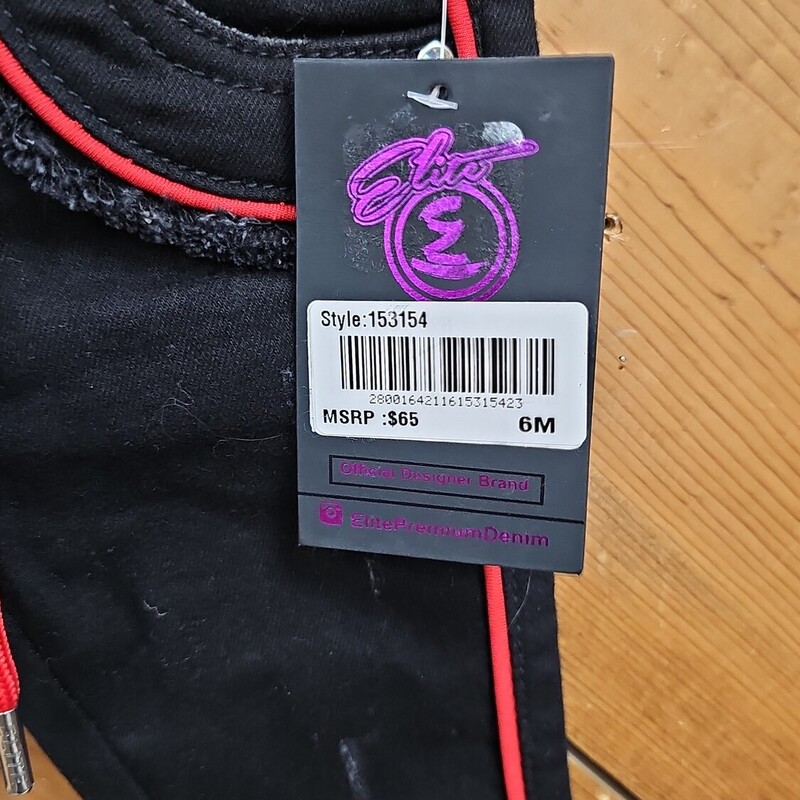 Elite
E
Style:153154
2800164211615315423
MSRP :$65 6M
Official Designer Brand
ElitePremiumDenim